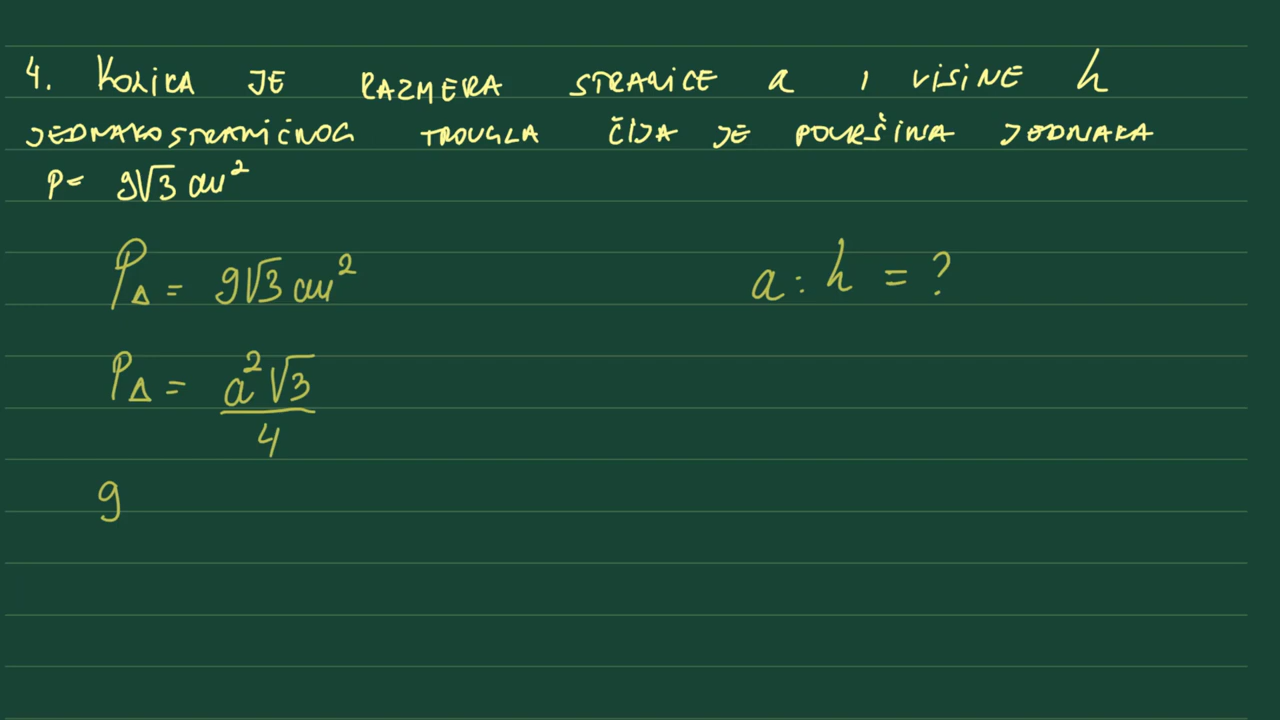 4. KOLIKA JE RAZMERA STRANICE a I VISINE h
JEDNAKOSTRANIČNOG TROUGLA ČIJA JE POVRŠINA JEDNAKA
P= 9√3 cm²
P△ = 9√3 cm²
a : h = ?
P△ = a²√3
4
9